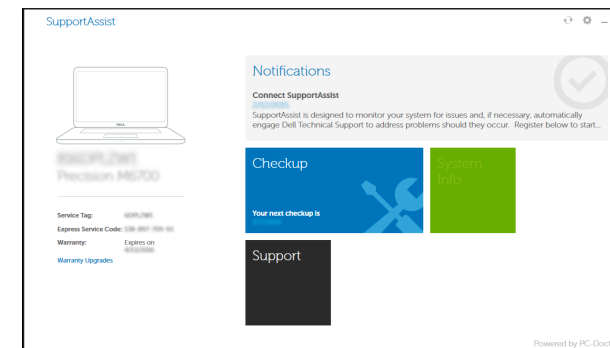 SupportAssist
DELL
Precision M6700
Service Tag:
Express Service Code:
Warranty: Expires on
Warranty Upgrades
Notifications
Connect SupportAssist
SupportAssist is designed to monitor your system for issues and, if necessary, automatically
engage Dell Technical Support to address problems should they occur. Register below to start...
Checkup
Your next checkup is
System
Info
Support
Powered by PC-Doct